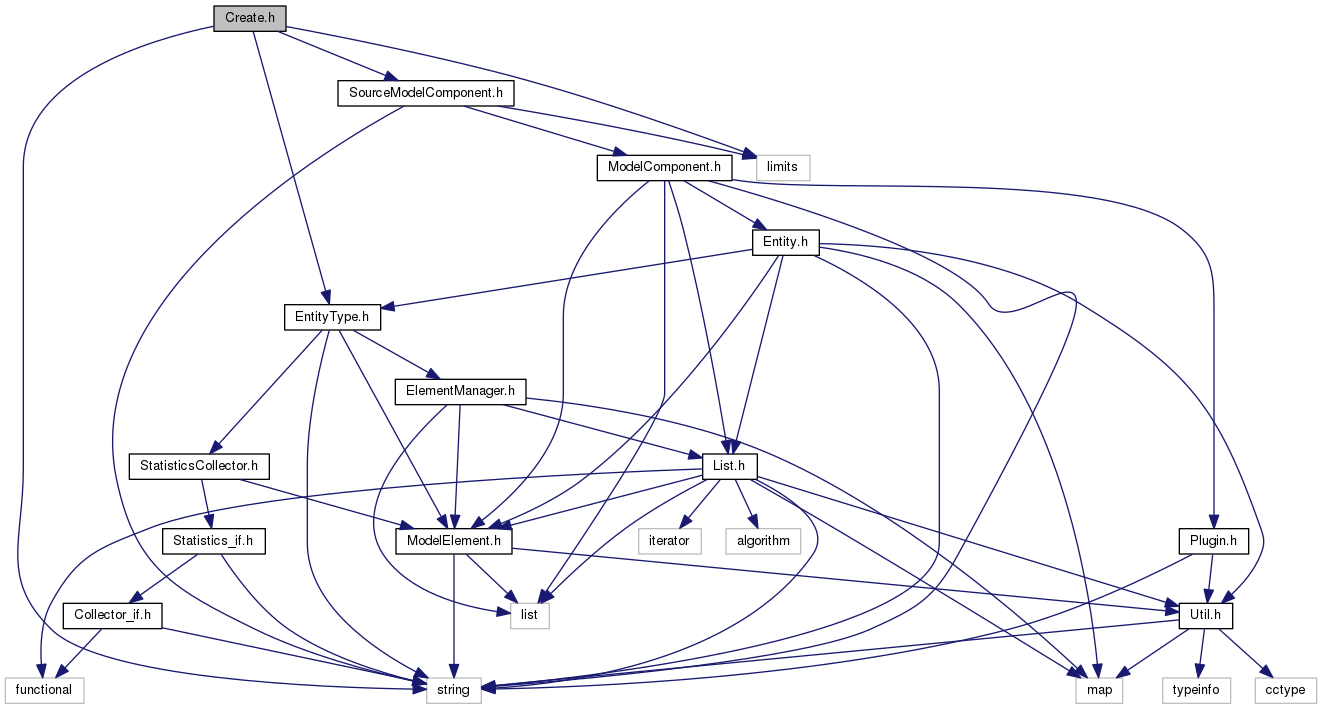 Create.h
SourceModelComponent.h
ModelComponent.h
limits
Entity.h
EntityType.h
ElementManager.h
StatisticsCollector.h
List.h
Statistics_if.h
ModelElement.h
iterator
algorithm
Plugin.h
Collector_if.h
list
Util.h
functional
string
map
typeinfo
cctype